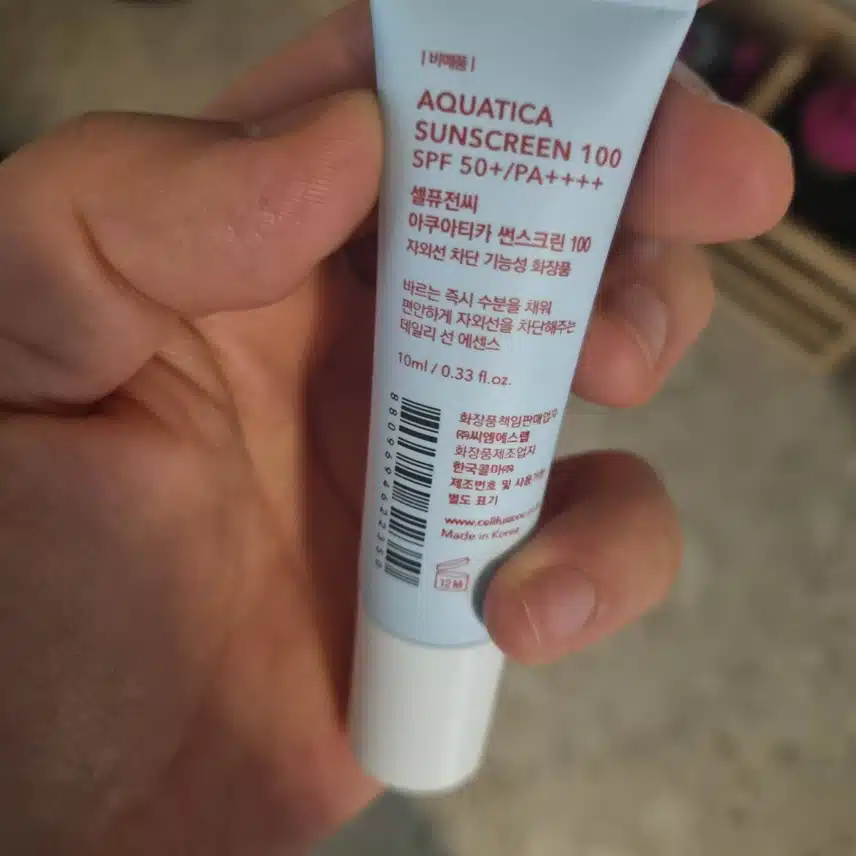 | 비매품 |
AQUATICA
SUNSCREEN 100
SPF 50+/PA++++
셀퓨전씨
아쿠아티카 썬스크린 100
자외선 차단 기능성 화장품
바르는 즉시 수분을 채워
편안하게 자외선을 차단해주는
데일리 선 에센스
10ml / 0.33 fl.oz.
화장품책임판매업자
㈜씨엠에스랩
화장품제조업자
한국콜마㈜
제조번호 및
별도 표기
Made in Korea
12 M